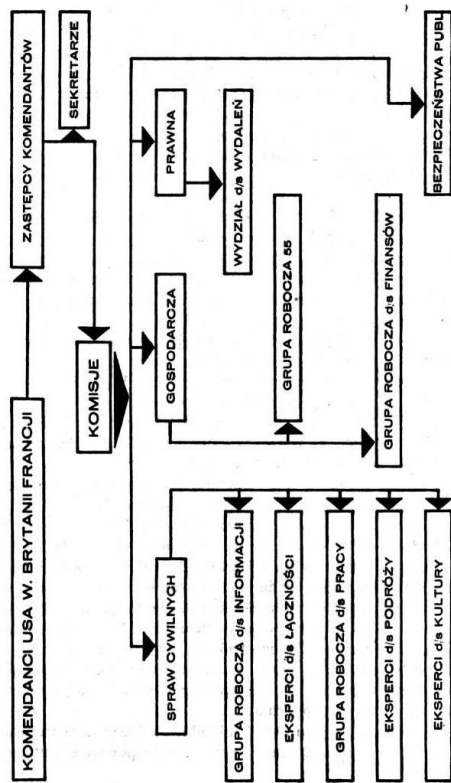 KOMENDANCI USA W. BRYTANII FRANCJI
ZASTĘPCY KOMENDANTÓW
SEKRETARZE
KOMISJE
SPRAW CYWILNYCH
GOSPODARCZA
PRAWNA
BEZPIECZEŃSTWA PUBL
GRUPA ROBOCZA d/s INFORMACJI
EKSPERCI d/s ŁĄCZNOŚCI
GRUPA ROBOCZA d/s PRACY
EKSPERCI d/s PODRÓŻY
EKSPERCI d/s KULTURY
GRUPA ROBOCZA 55
GRUPA ROBOCZA d/s FINANSÓW
WYDZIAŁ d/s WYDALEŃ